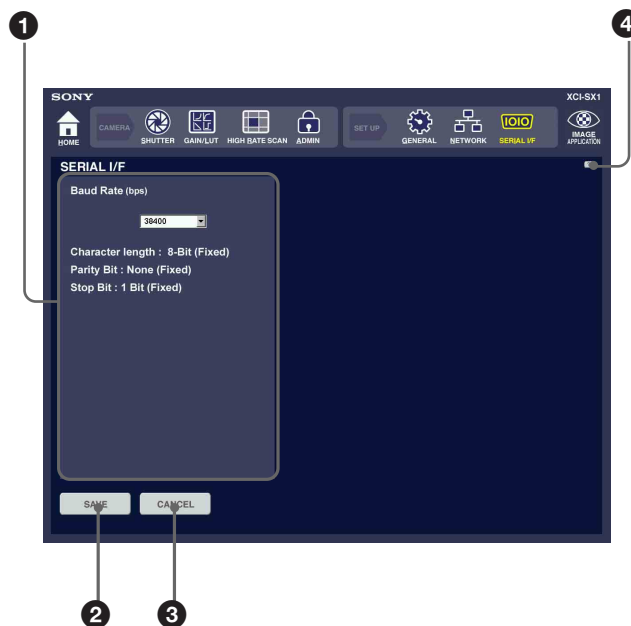 1
4
SONY XCI-SX1
HOME CAMERA SHUTTER GAIN/LUT HIGH RATE SCAN ADMIN SET UP GENERAL NETWORK IOIO SERIAL I/F IMAGE APPLICATION
SERIAL I/F
Baud Rate (bps)
38400
Character length : 8-Bit (Fixed)
Parity Bit : None (Fixed)
Stop Bit : 1 Bit (Fixed)
SAVE CANCEL
2 3